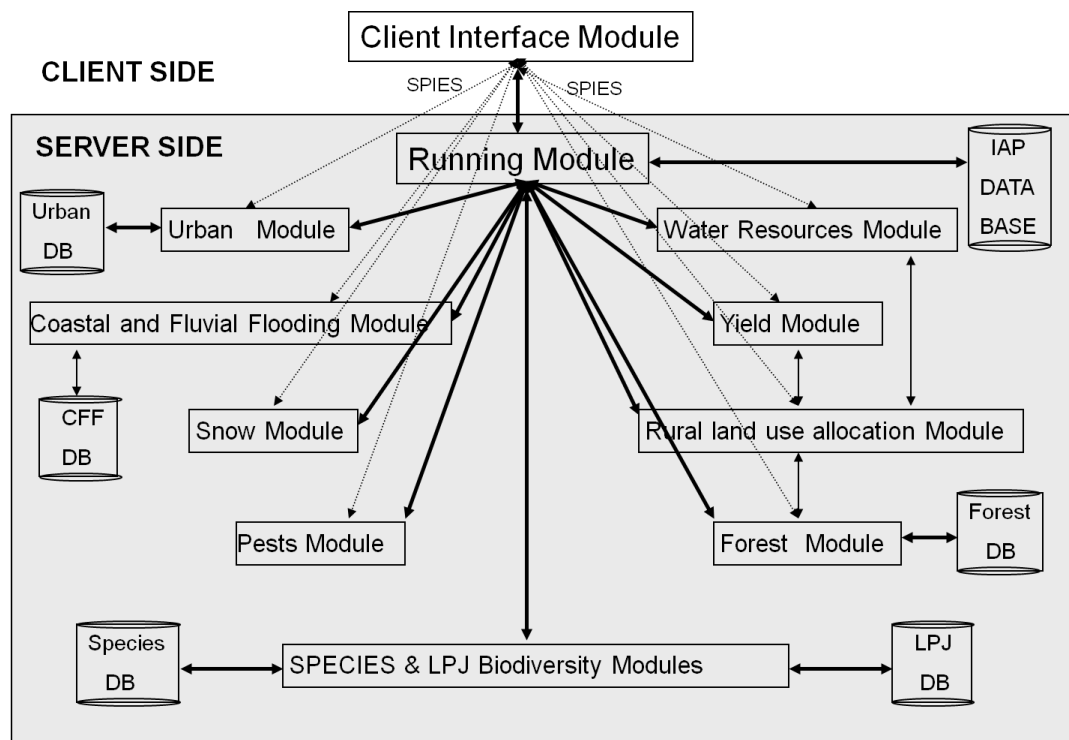 Client Interface Module
CLIENT SIDE
SPIES
SPIES
SERVER SIDE
Running Module
IAP
DATA
BASE
Urban
DB
Urban Module
Water Resources Module
Coastal and Fluvial Flooding Module
Yield Module
CFF
DB
Snow Module
Rural land use allocation Module
Pests Module
Forest Module
Forest
DB
Species
DB
SPECIES & LPJ Biodiversity Modules
LPJ
DB